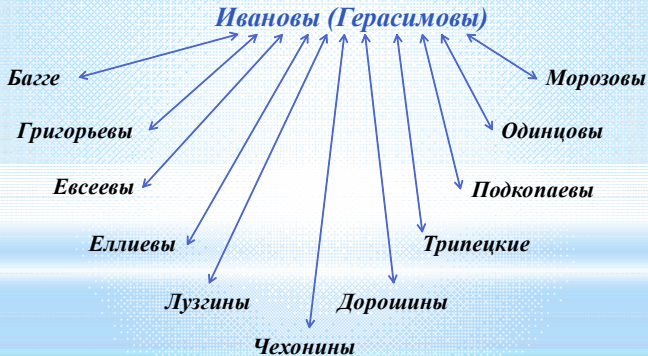 Ивановы (Герасимовы)
Багге
Морозовы
Григорьевы
Одинцовы
Евсеевы
Подкопаевы
Еллиевы
Трипецкие
Лузгины
Дорошины
Чехонины